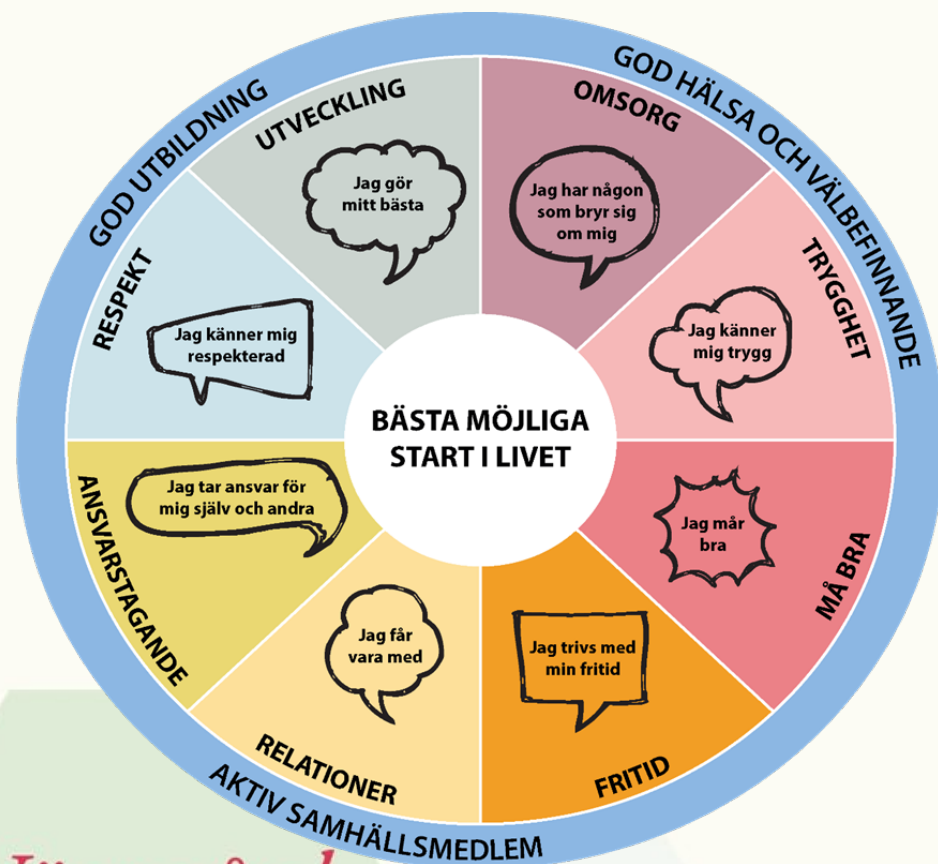 GOD UTBILDNING
GOD HÄLSA OCH VÄLBEFINNANDE
AKTIV SAMHÄLLSMEDLEM
UTVECKLING
Jag gör
mitt bästa
OMSORG
Jag har någon
som bryr sig
om mig
TRYGGHET
Jag känner
mig trygg
MÅ BRA
Jag mår
bra
FRITID
Jag trivs med
min fritid
RELATIONER
Jag får
vara med
ANSVARSTAGANDE
Jag tar ansvar för
mig själv och andra
RESPEKT
Jag känner mig
respekterad
BÄSTA MÖJLIGA
START I LIVET